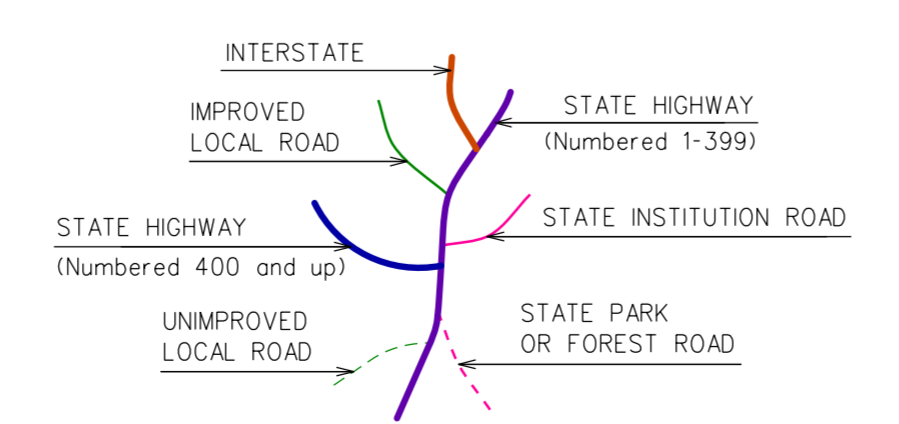 INTERSTATE
IMPROVED
LOCAL ROAD
STATE HIGHWAY
(Numbered 1-399)
STATE HIGHWAY
(Numbered 400 and up)
STATE INSTITUTION ROAD
UNIMPROVED
LOCAL ROAD
STATE PARK
OR FOREST ROAD